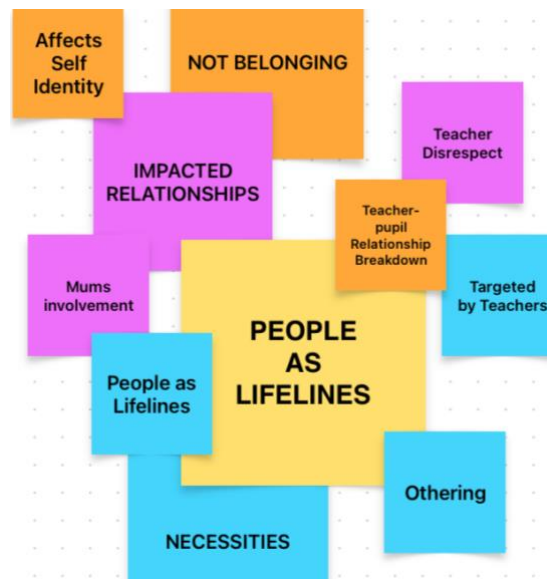 Affects
Self
Identity
NOT BELONGING
IMPACTED
RELATIONSHIPS
Teacher
Disrespect
Teacher-
pupil
Relationship
Breakdown
Mums
involvement
Targeted
by Teachers
PEOPLE
AS
LIFELINES
People as
Lifelines
Othering
NECESSITIES